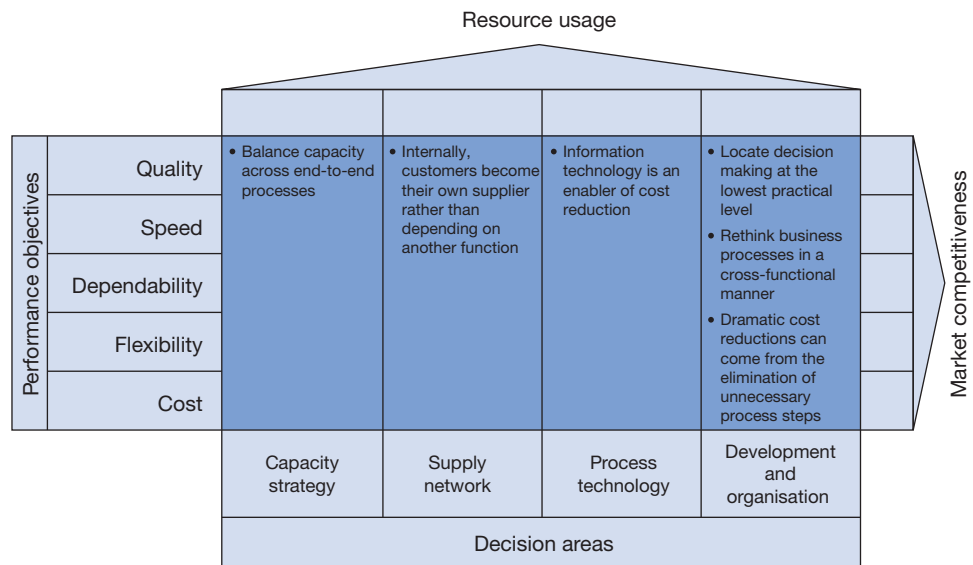 Resource usage
Performance objectives
Quality
Speed
Dependability
Flexibility
Cost
• Balance capacity
across end-to-end
processes
• Internally,
customers become
their own supplier
rather than
depending on
another function
• Information
technology is an
enabler of cost
reduction
• Locate decision
making at the
lowest practical
level
• Rethink business
processes in a
cross-functional
manner
• Dramatic cost
reductions can
come from the
elimination of
unnecessary
process steps
Market competitiveness
Capacity
strategy
Supply
network
Process
technology
Development
and
organisation
Decision areas